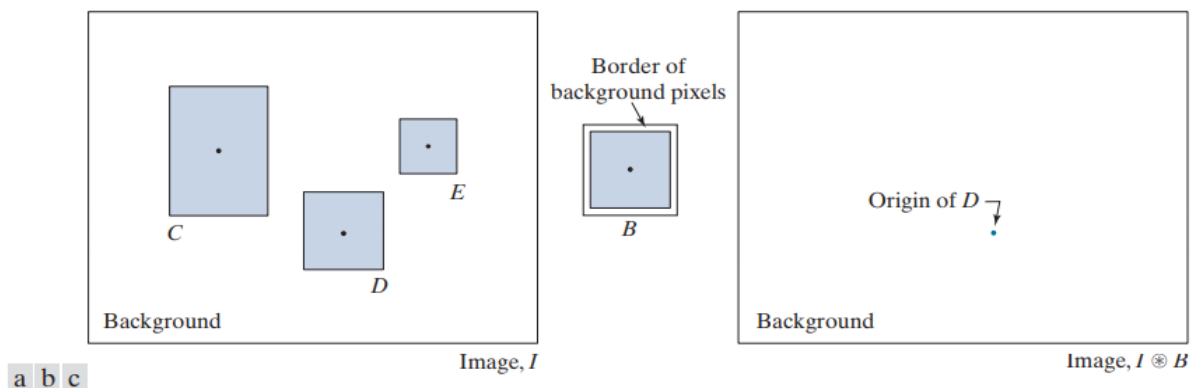 Border of
background pixels
C
E
D
B
Origin of D
Background
Background
Image, I
Image, I ⊛ B
a b c